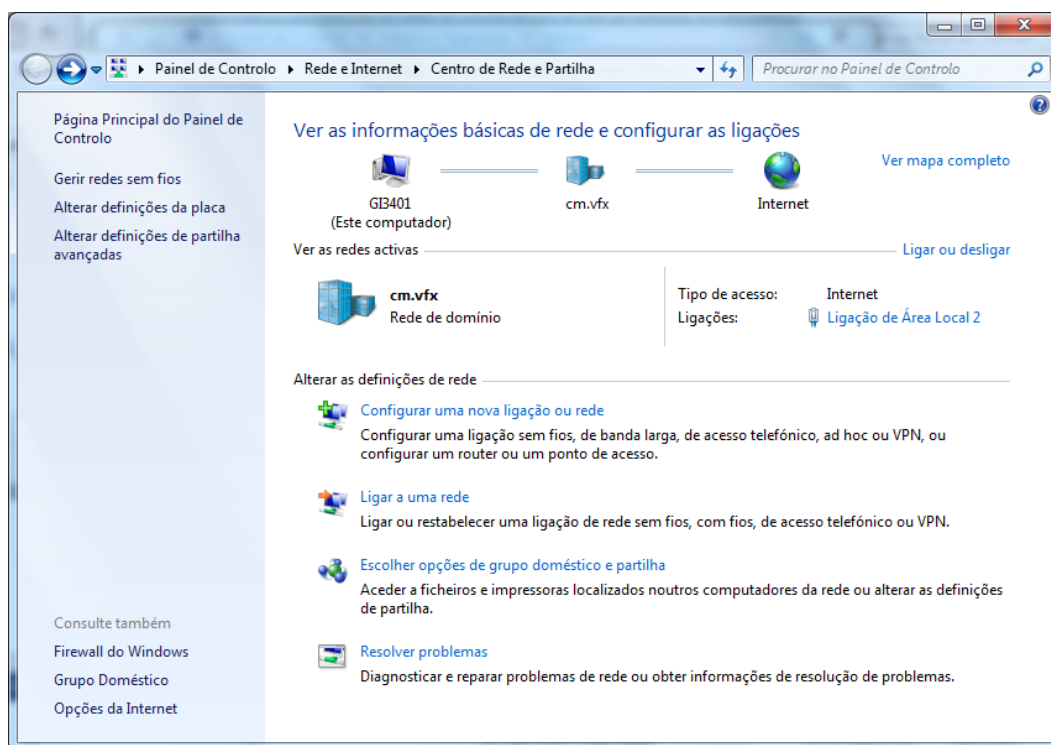 Painel de Controlo Rede e Internet Centro de Rede e Partilha
Procurar no Painel de Controlo
Página Principal do Painel de
Controlo
Gerir redes sem fios
Alterar definições da placa
Alterar definições de partilha
avançadas
Consulte também
Firewall do Windows
Grupo Doméstico
Opções da Internet
Ver as informações básicas de rede e configurar as ligações
Ver mapa completo
GI3401
(Este computador)
cm.vfx
Internet
Ver as redes activas
Ligar ou desligar
cm.vfx
Rede de domínio
Tipo de acesso: Internet
Ligações: Ligação de Área Local 2
Alterar as definições de rede
Configurar uma nova ligação ou rede
Configurar uma ligação sem fios, de banda larga, de acesso telefónico, ad hoc ou VPN, ou
configurar um router ou um ponto de acesso.
Ligar a uma rede
Ligar ou restabelecer uma ligação de rede sem fios, com fios, de acesso telefónico ou VPN.
Escolher opções de grupo doméstico e partilha
Aceder a ficheiros e impressoras localizados noutros computadores da rede ou alterar as definições
de partilha.
Resolver problemas
Diagnosticar e reparar problemas de rede ou obter informações de resolução de problemas.